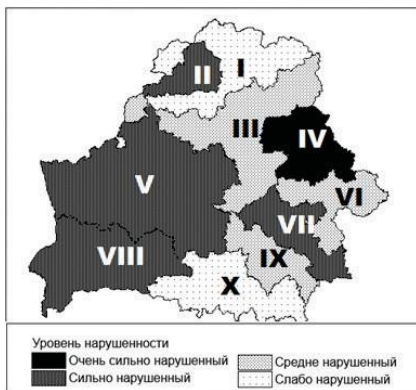 I
II
III
IV
V
VI
VII
VIII
IX
X
Уровень нарушенности
Очень сильно нарушенный
Средне нарушенный
Сильно нарушенный
Слабо нарушенный